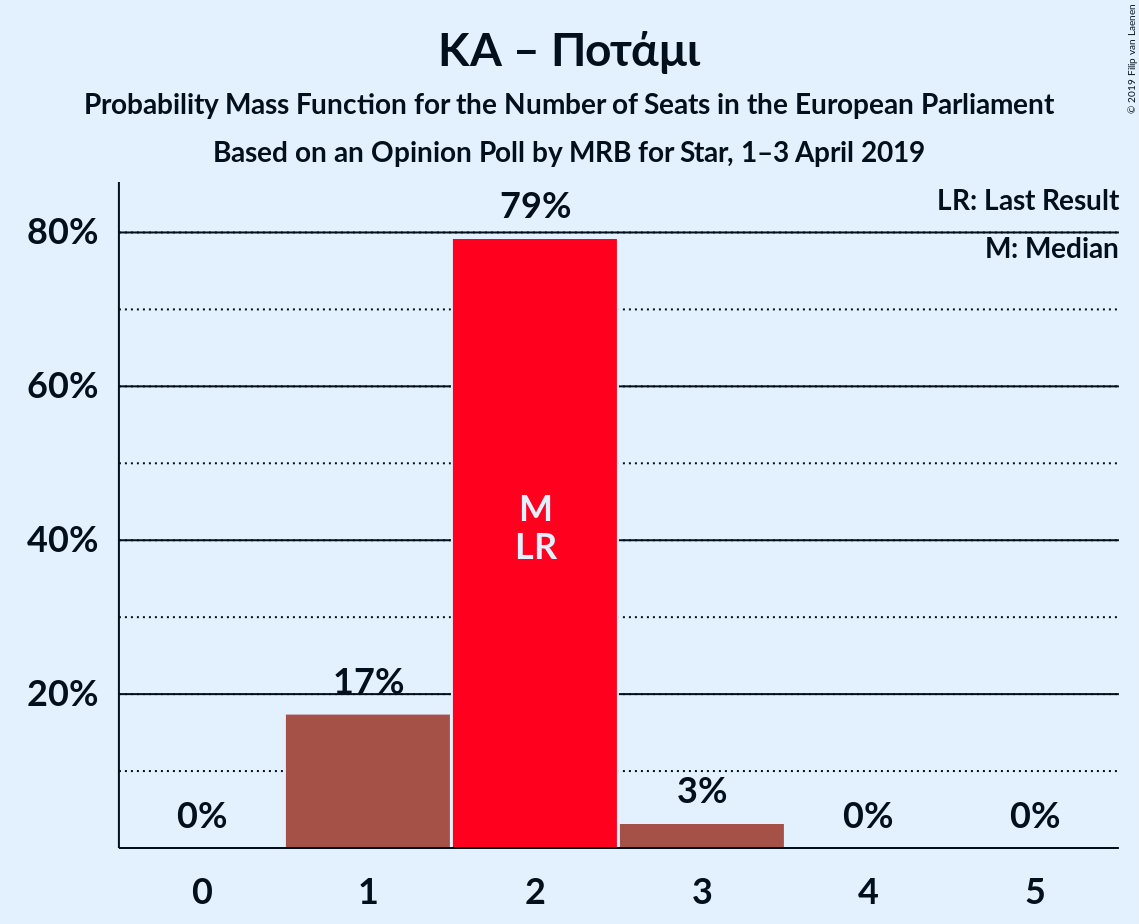 ΚΑ – Ποτάμι
Probability Mass Function for the Number of Seats in the European Parliament
Based on an Opinion Poll by MRB for Star, 1–3 April 2019
© 2019 Filip van Laenen
LR: Last Result
M: Median
79%
80%
60%
M
40%
LR
17%
20%
3%
0%
0%
0%
0
1
2
3
4
5